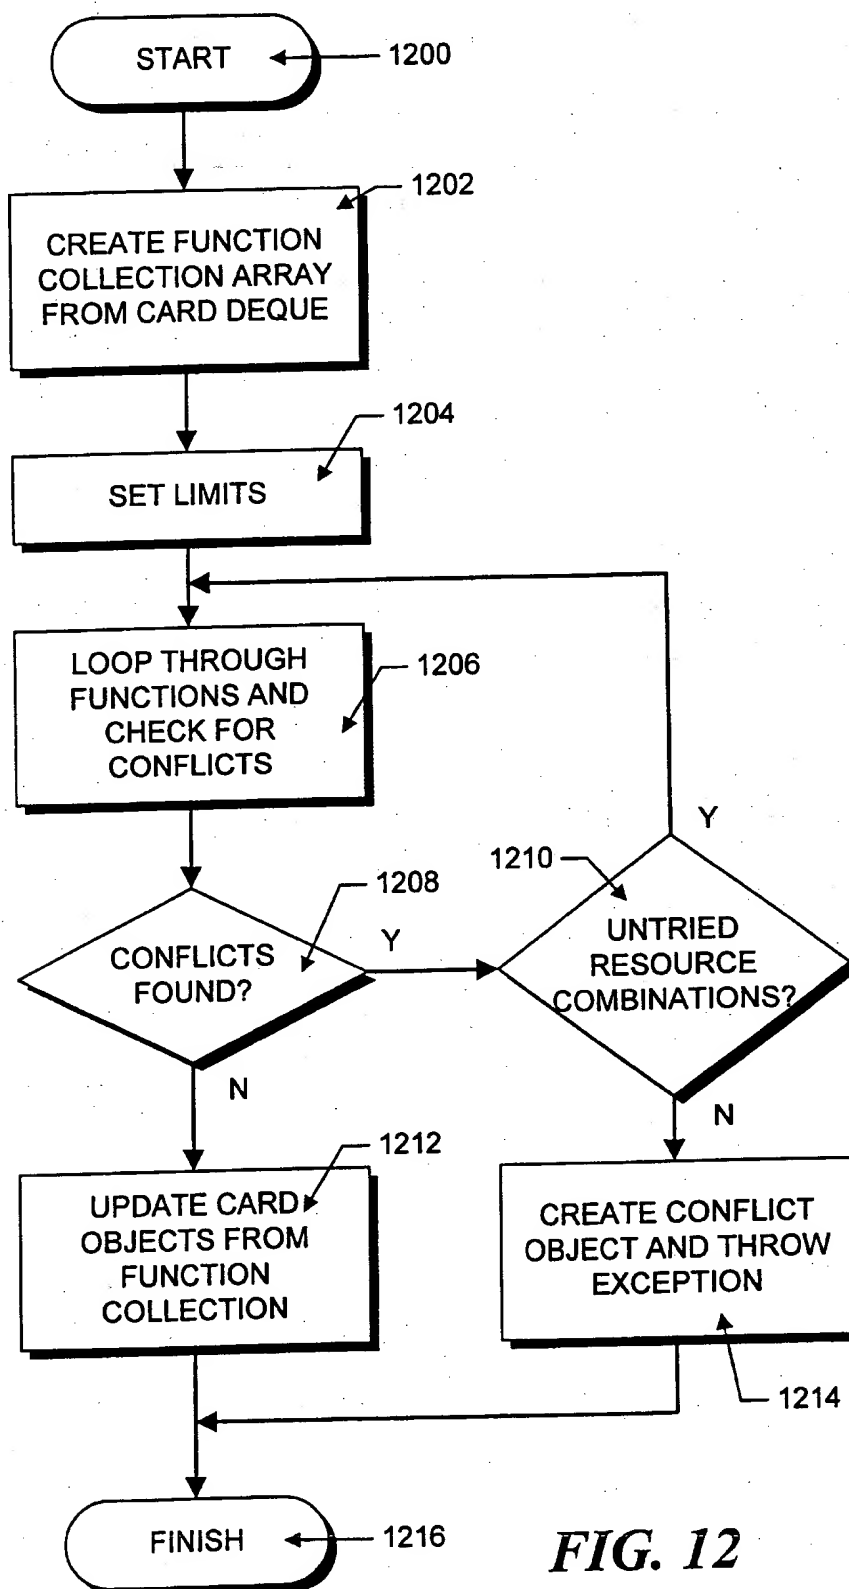 START
1200
1202
CREATE FUNCTION
COLLECTION ARRAY
FROM CARD DEQUE
1204
SET LIMITS
LOOP THROUGH
FUNCTIONS AND
CHECK FOR
CONFLICTS
1206
Y
1210
1208
CONFLICTS
FOUND?
Y
UNTRIED
RESOURCE
COMBINATIONS?
N
N
1212
UPDATE CARD
OBJECTS FROM
FUNCTION
COLLECTION
CREATE CONFLICT
OBJECT AND THROW
EXCEPTION
1214
FINISH
1216
FIG. 12